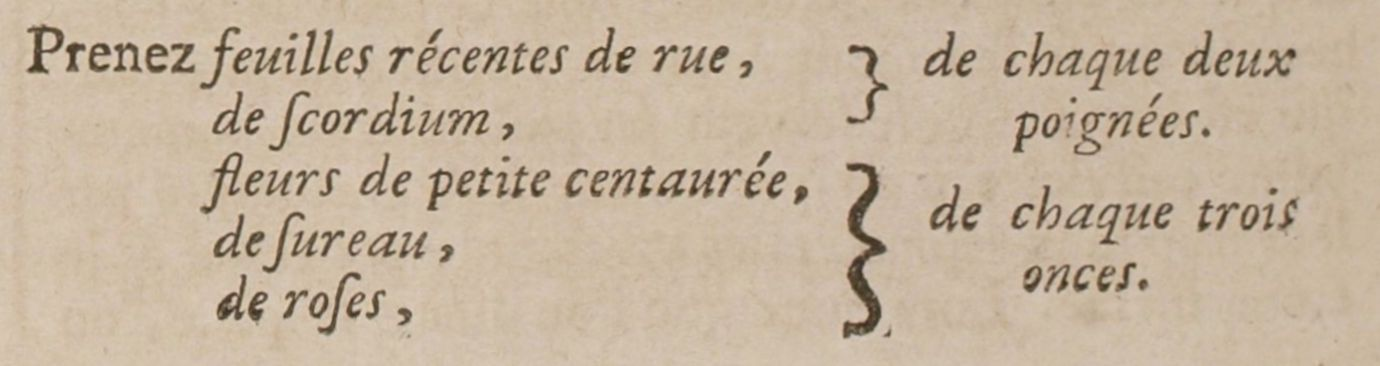 Prenez feuilles récentes de rue, } de chaque deux
de ſcordium, poignées.
fleurs de petite centaurée,
de ſureau, } de chaque trois
de roſes, onces.